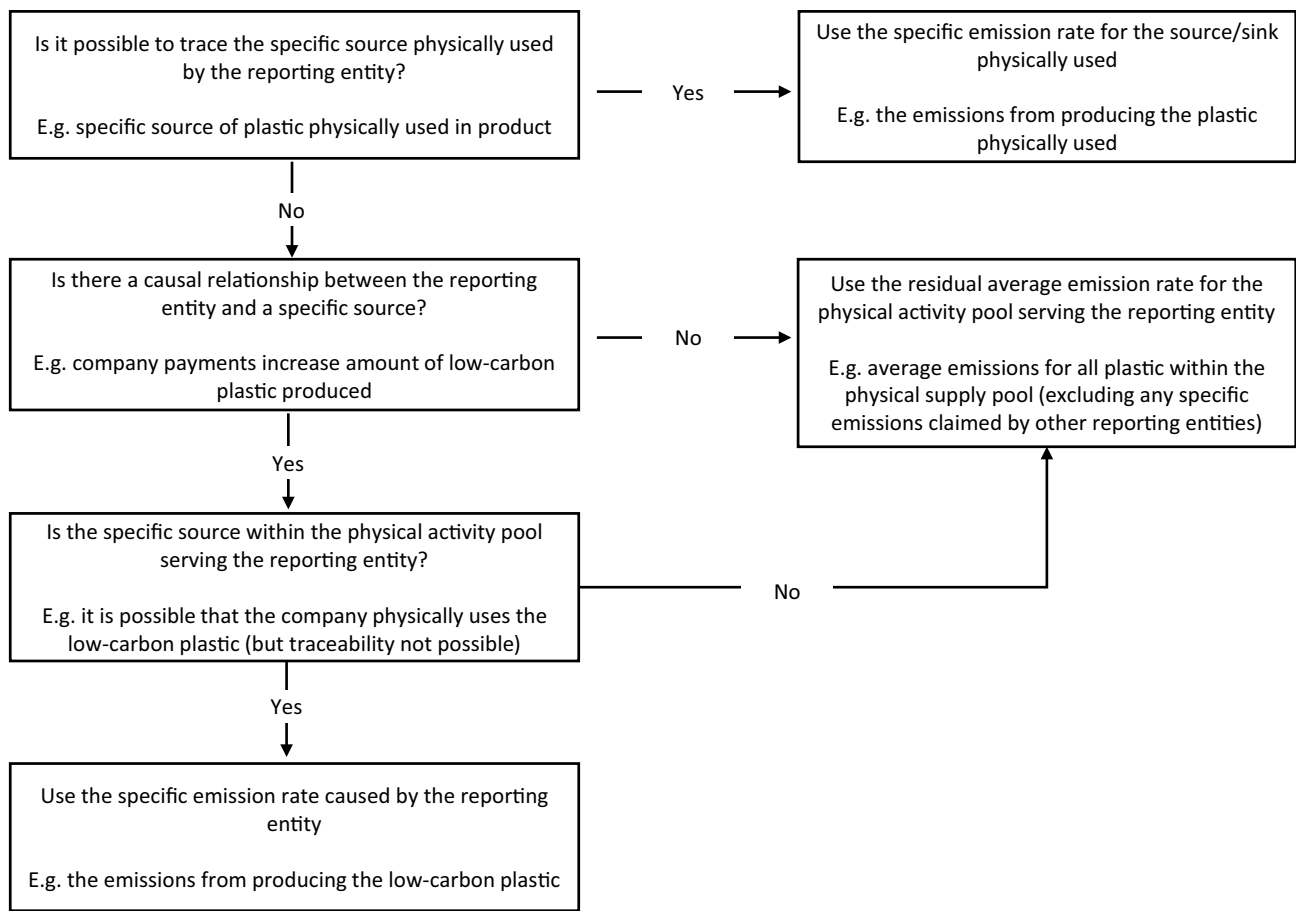 Is it possible to trace the specific source physically used
by the reporting entity?
E.g. specific source of plastic physically used in product
Yes
Use the specific emission rate for the source/sink
physically used
E.g. the emissions from producing the plastic
physically used
No
Is there a causal relationship between the reporting
entity and a specific source?
E.g. company payments increase amount of low-carbon
plastic produced
No
Use the residual average emission rate for the
physical activity pool serving the reporting entity
E.g. average emissions for all plastic within the
physical supply pool (excluding any specific
emissions claimed by other reporting entities)
Yes
Is the specific source within the physical activity pool
serving the reporting entity?
E.g. it is possible that the company physically uses the
low-carbon plastic (but traceability not possible)
No
Yes
Use the specific emission rate caused by the reporting
entity
E.g. the emissions from producing the low-carbon plastic